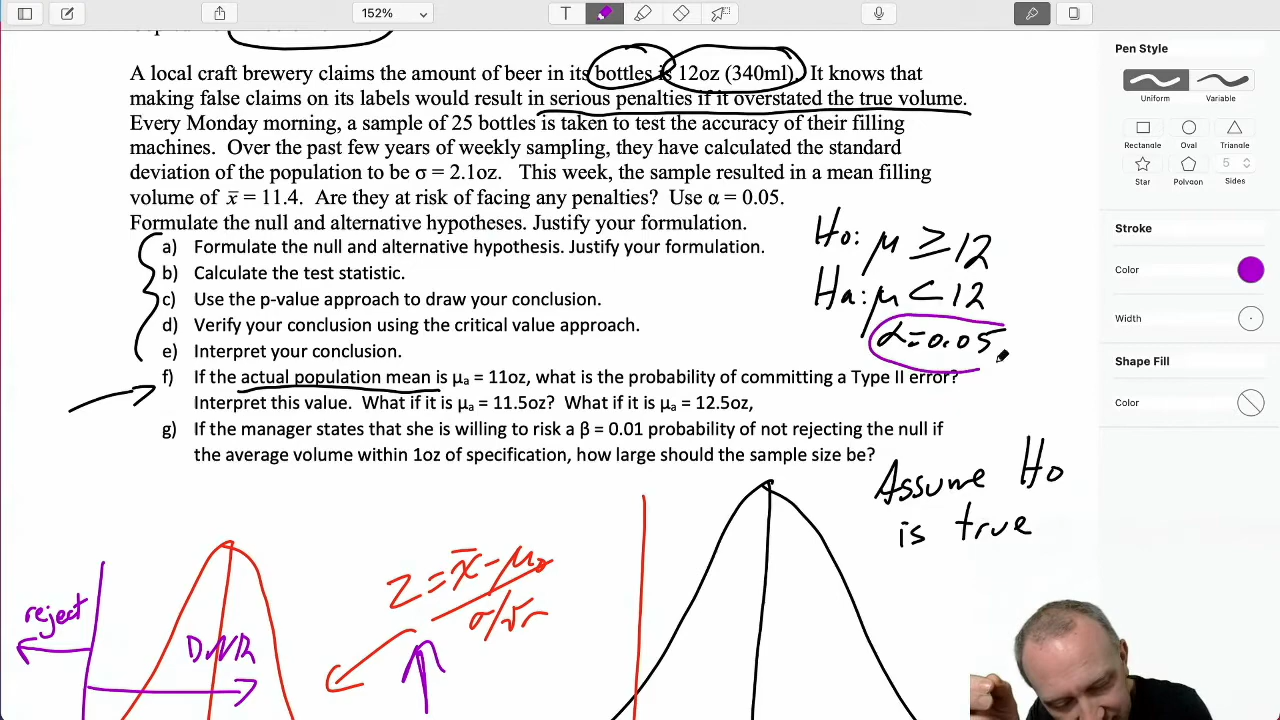 152%
T
A local craft brewery claims the amount of beer in its bottles is 12oz (340ml). It knows that
making false claims on its labels would result in serious penalties if it overstated the true volume.
Every Monday morning, a sample of 25 bottles is taken to test the accuracy of their filling
machines. Over the past few years of weekly sampling, they have calculated the standard
deviation of the population to be σ = 2.1oz. This week, the sample resulted in a mean filling
volume of x̅ = 11.4. Are they at risk of facing any penalties? Use α = 0.05.
Formulate the null and alternative hypotheses. Justify your formulation.
a) Formulate the null and alternative hypothesis. Justify your formulation.
b) Calculate the test statistic.
c) Use the p-value approach to draw your conclusion.
d) Verify your conclusion using the critical value approach.
e) Interpret your conclusion.
f) If the actual population mean is μₐ = 11oz, what is the probability of committing a Type II error?
Interpret this value. What if it is μₐ = 11.5oz? What if it is μₐ = 12.5oz,
g) If the manager states that she is willing to risk a β = 0.01 probability of not rejecting the null if
the average volume within 1oz of specification, how large should the sample size be?
Ho: μ ≥ 12
Ha: μ < 12
α = 0.05
Assume Ho
is true
reject
DNR
Z = x̅ - μ₀
σ/√n
Pen Style
Uniform Variable
Rectangle Oval Triangle
5
Star Polygon Sides
Stroke
Color
Width
Shape Fill
Color